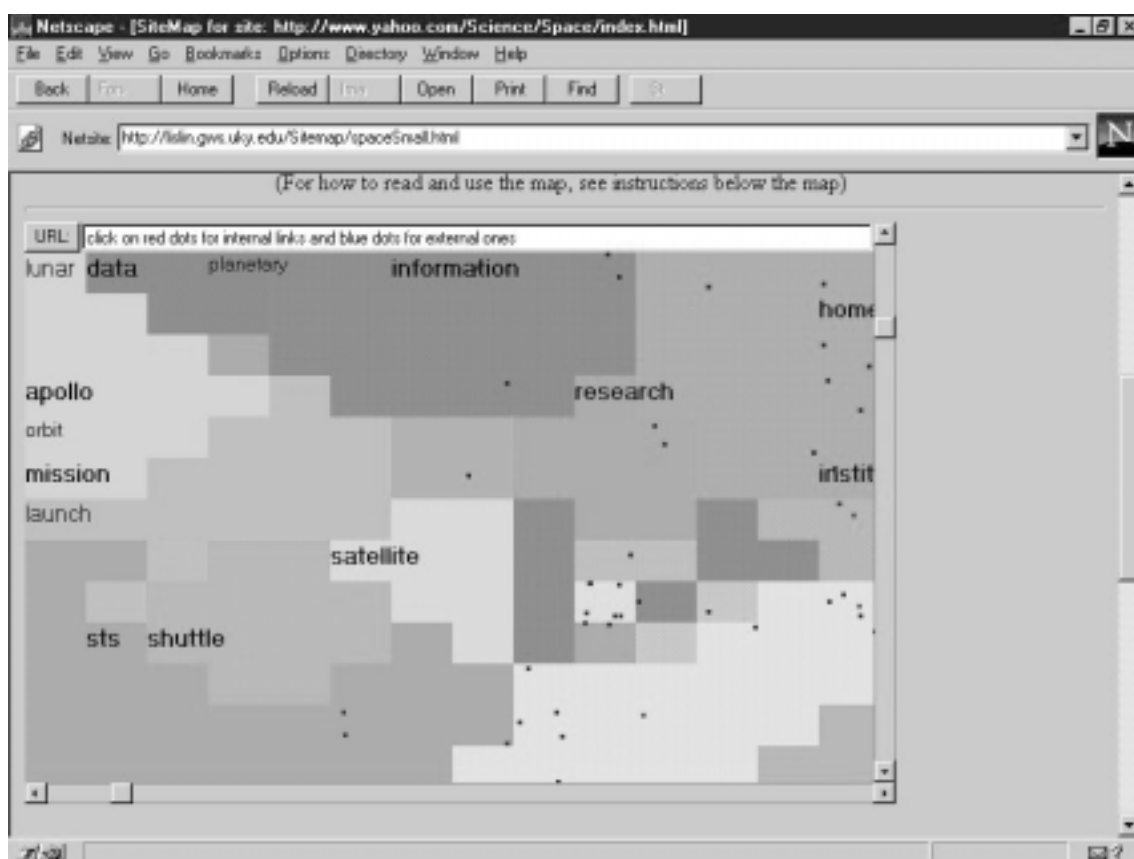 Netscape - [SiteMap for site: http://www.yahoo.com/Science/Space/index.html]
File Edit View Go Bookmarks Options Directory Window Help
Back Home Reload Open Print Find
Netsite: http://lislin.gws.uky.edu/Sitemap/spaceSmall.html
N
(For how to read and use the map, see instructions below the map)
URL: click on red dots for internal links and blue dots for external ones
lunar data planetary information
home
apollo research
orbit
mission instit
launch
satellite
sts shuttle